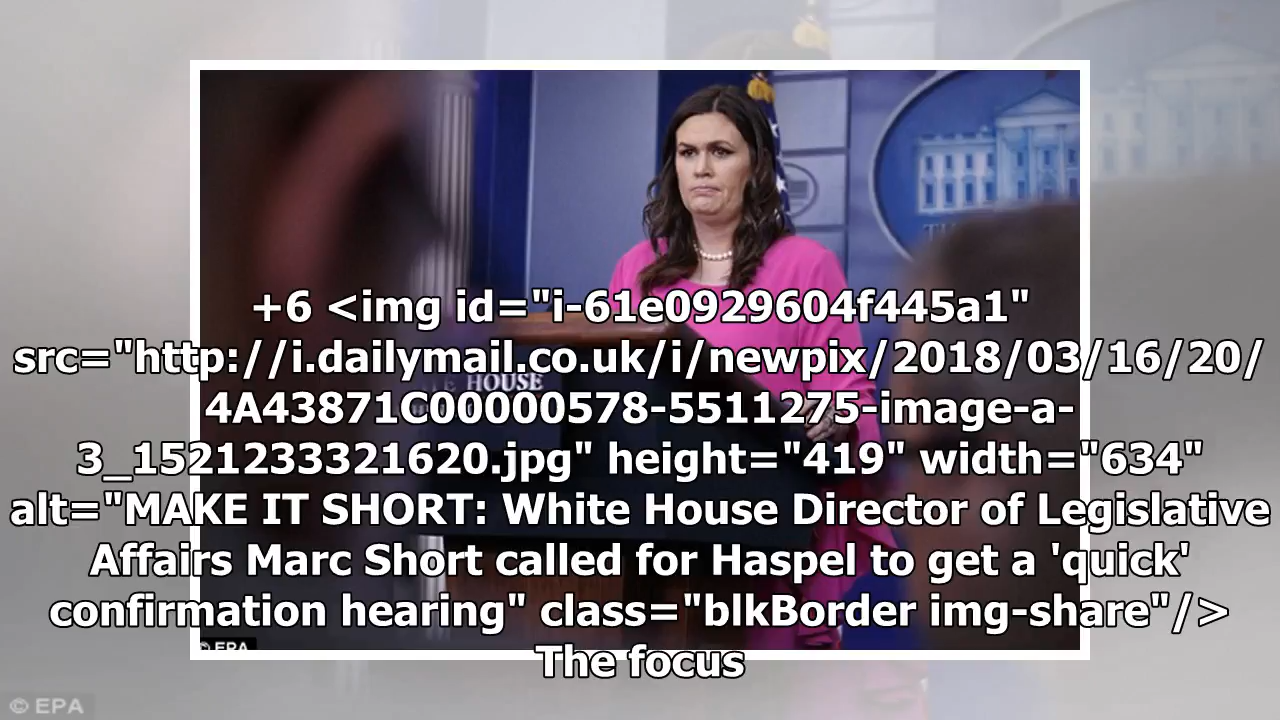 +6 <img id="i-61e0929604f445a1"
src="http://i.dailymail.co.uk/i/newpix/2018/03/16/20/
4A43871C00000578-5511275-image-a-
3_1521233321620.jpg" height="419" width="634"
alt="MAKE IT SHORT: White House Director of Legislative
Affairs Marc Short called for Haspel to get a 'quick'
confirmation hearing" class="blkBorder img-share"/>
The focus
HOUSE
© EPA
© EPA